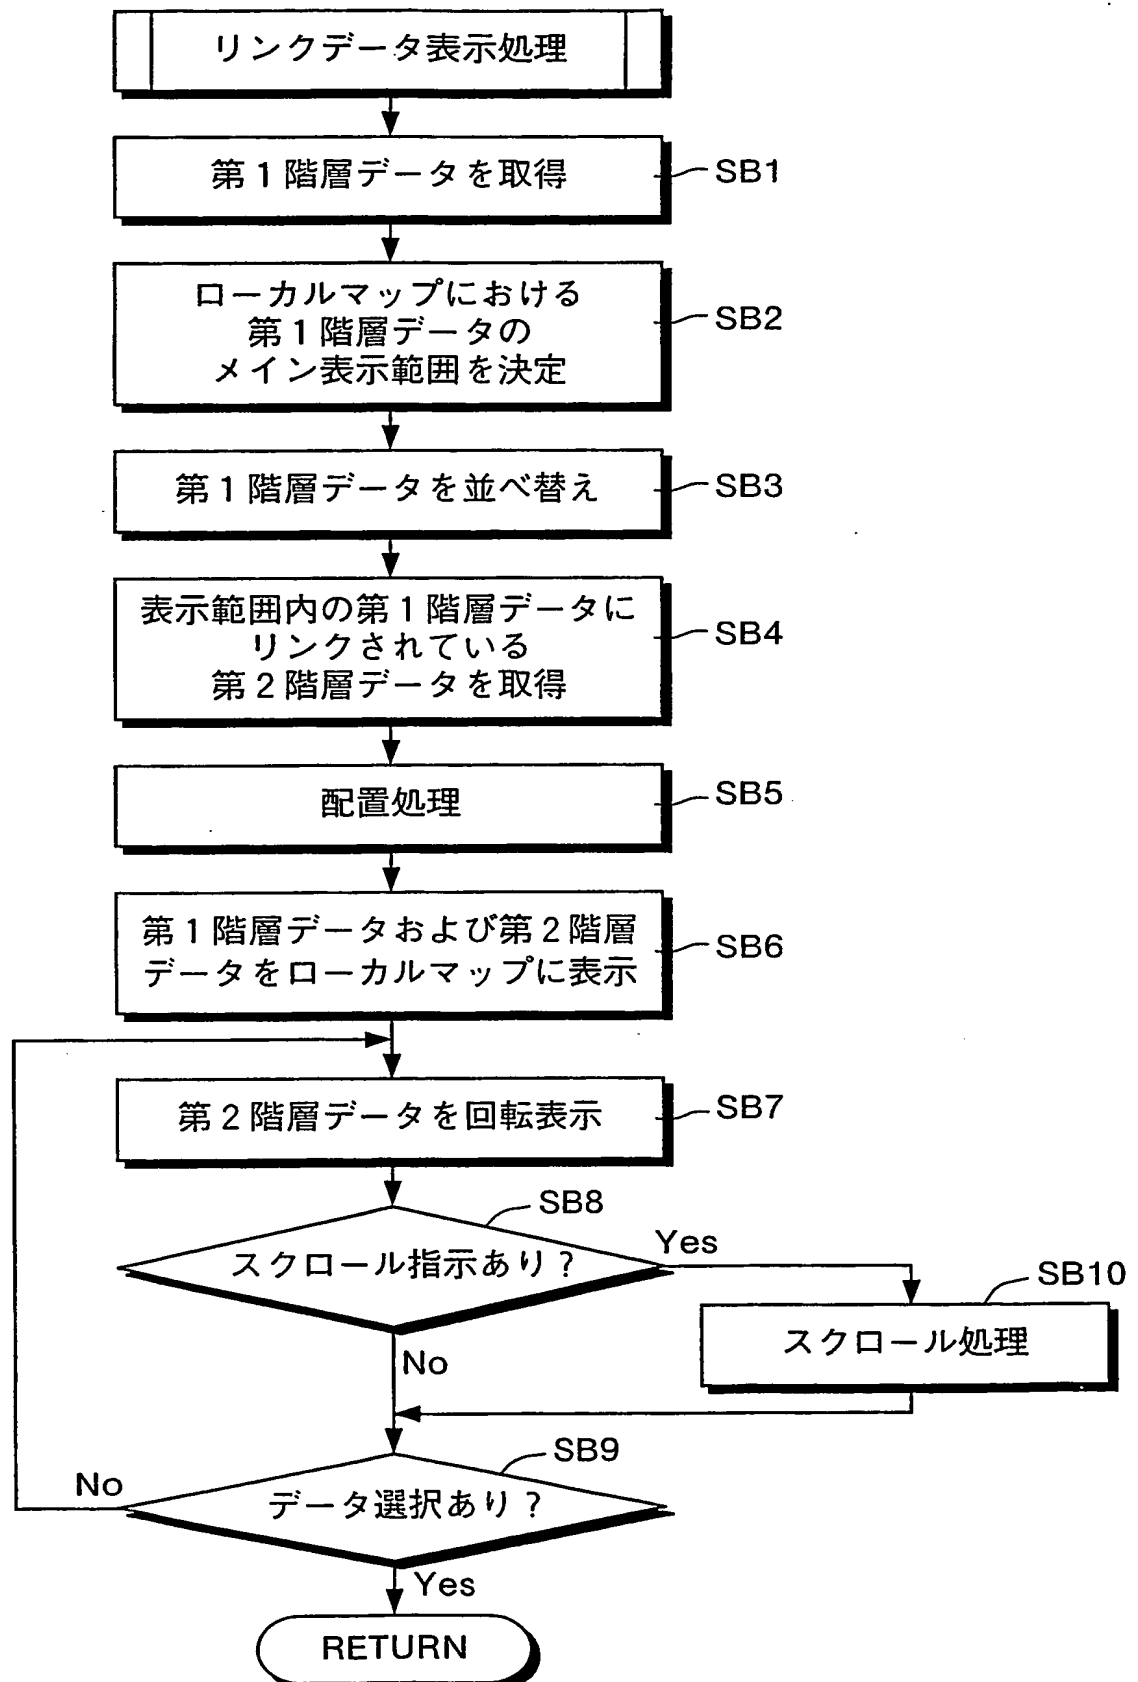 リンクデータ表示処理
第1階層データを取得
SB1
ローカルマップにおける
第1階層データの
メイン表示範囲を決定
SB2
第1階層データを並べ替え
SB3
表示範囲内の第1階層データに
リンクされている
第2階層データを取得
SB4
配置処理
SB5
第1階層データおよび第2階層
データをローカルマップに表示
SB6
第2階層データを回転表示
SB7
SB8
スクロール指示あり?
Yes
SB10
スクロール処理
No
SB9
データ選択あり?
No
Yes
RETURN